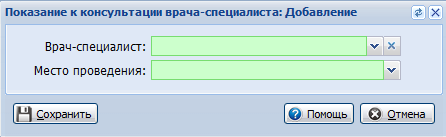 Показание к консультации врача-специалиста: Добавление
Врач-специалист:
Место проведения:
Сохранить Помощь Отмена